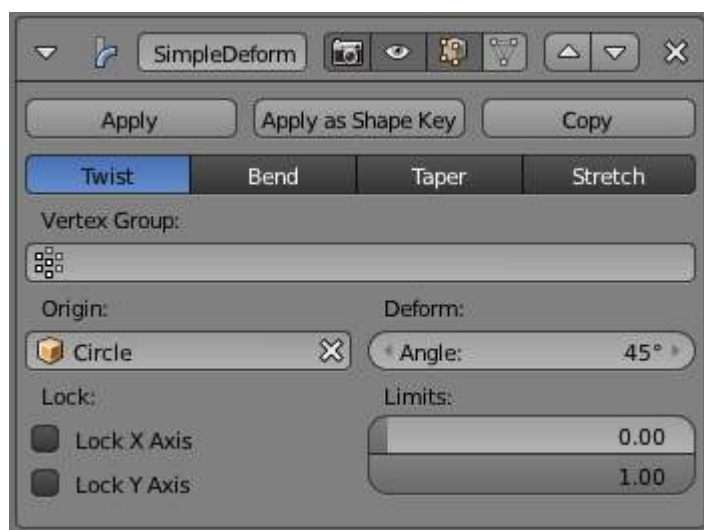 SimpleDeform
Apply Apply as Shape Key Copy
Twist Bend Taper Stretch
Vertex Group:
Origin: Deform:
Circle Angle: 45°
Lock: Limits:
Lock X Axis 0.00
Lock Y Axis 1.00